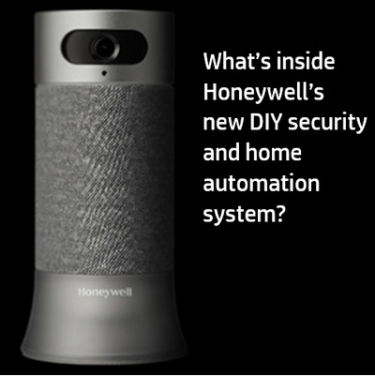 What's inside
Honeywell's
new DIY security
and home
automation
system?
Honeywell